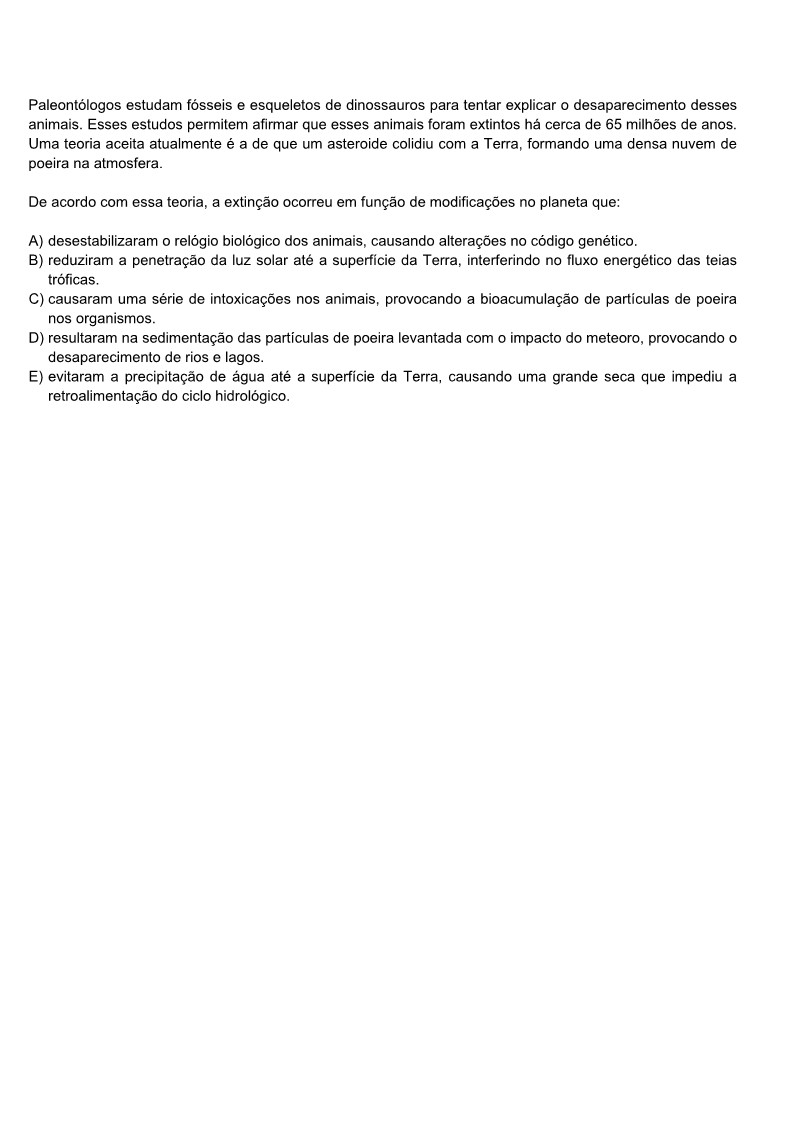 Paleontólogos estudam fósseis e esqueletos de dinossauros para tentar explicar o desaparecimento desses
animais. Esses estudos permitem afirmar que esses animais foram extintos há cerca de 65 milhões de anos.
Uma teoria aceita atualmente é a de que um asteroide colidiu com a Terra, formando uma densa nuvem de
poeira na atmosfera.
De acordo com essa teoria, a extinção ocorreu em função de modificações no planeta que:
A) desestabilizaram o relógio biológico dos animais, causando alterações no código genético.
B) reduziram a penetração da luz solar até a superfície da Terra, interferindo no fluxo energético das teias
tróficas.
C) causaram uma série de intoxicações nos animais, provocando a bioacumulação de partículas de poeira
nos organismos.
D) resultaram na sedimentação das partículas de poeira levantada com o impacto do meteoro, provocando o
desaparecimento de rios e lagos.
E) evitaram a precipitação de água até a superfície da Terra, causando uma grande seca que impediu a
retroalimentação do ciclo hidrológico.